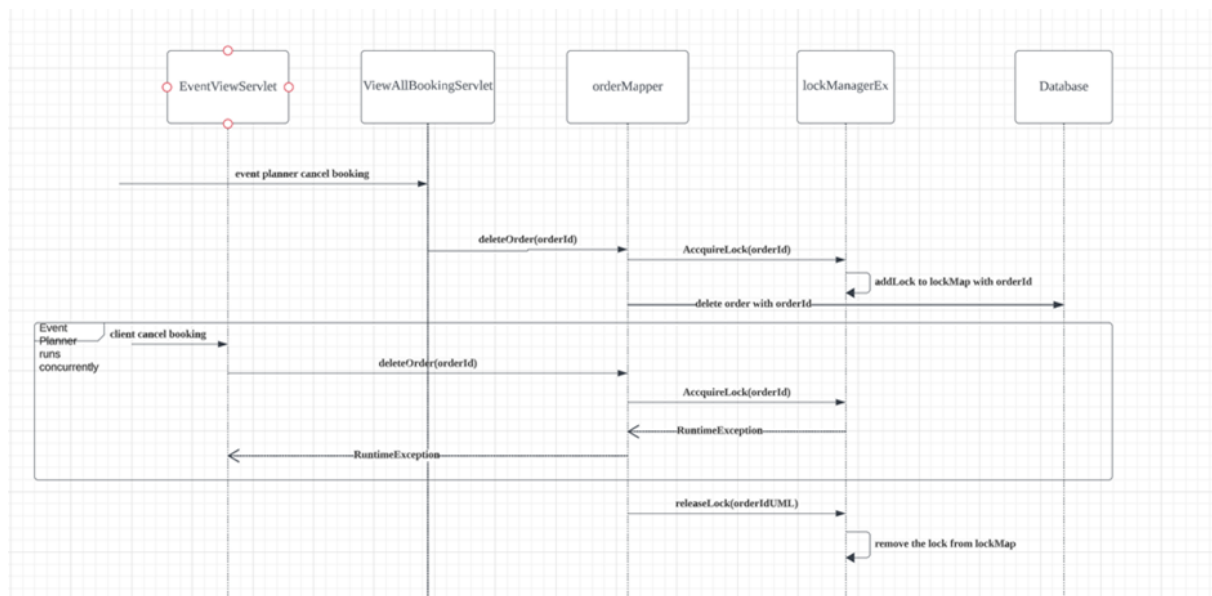 EventViewServlet
ViewAllBookingServlet
orderMapper
lockManagerEx
Database
event planner cancel booking
deleteOrder(orderId)
AccquireLock(orderId)
addLock to lockMap with orderId
delete order with orderId
Event
Planner
runs
concurrently
client cancel booking
deleteOrder(orderId)
AccquireLock(orderId)
RuntimeException
RuntimeException
releaseLock(orderIdUML)
remove the lock from lockMap